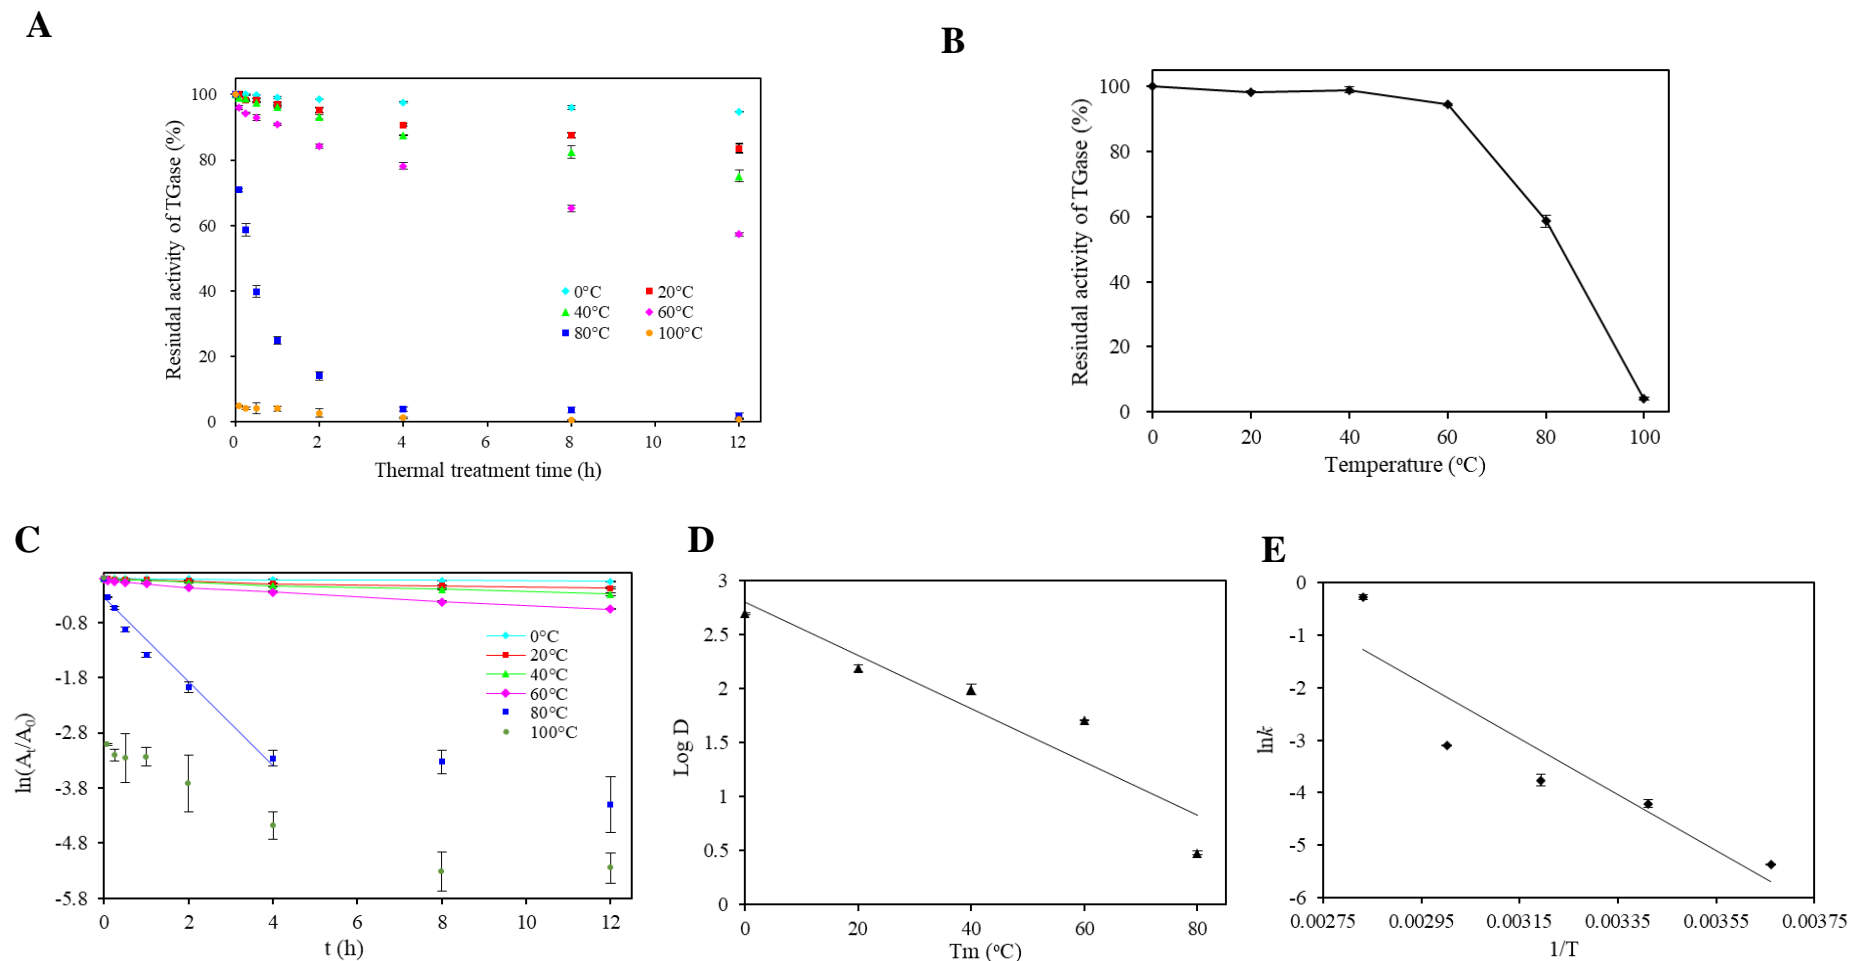 A
Resiudal activity of TGase (%)
100
80
60
40
20
0
0 2 4 6 8 10 12
Thermal treatment time (h)
0°C 20°C
40°C 60°C
80°C 100°C
B
Resiudal activity of TGase (%)
100
80
60
40
20
0
0 20 40 60 80 100
Temperature (°C)
C
ln(At/A0)
-0.8
-1.8
-2.8
-3.8
-4.8
-5.8
0 2 4 6 8 10 12
t (h)
0°C
20°C
40°C
60°C
80°C
100°C
D
Log D
3
2.5
2
1.5
1
0.5
0
0 20 40 60 80
Tm (°C)
E
lnk
0
-1
-2
-3
-4
-5
-6
0.00275 0.00295 0.00315 0.00335 0.00355 0.00375
1/T